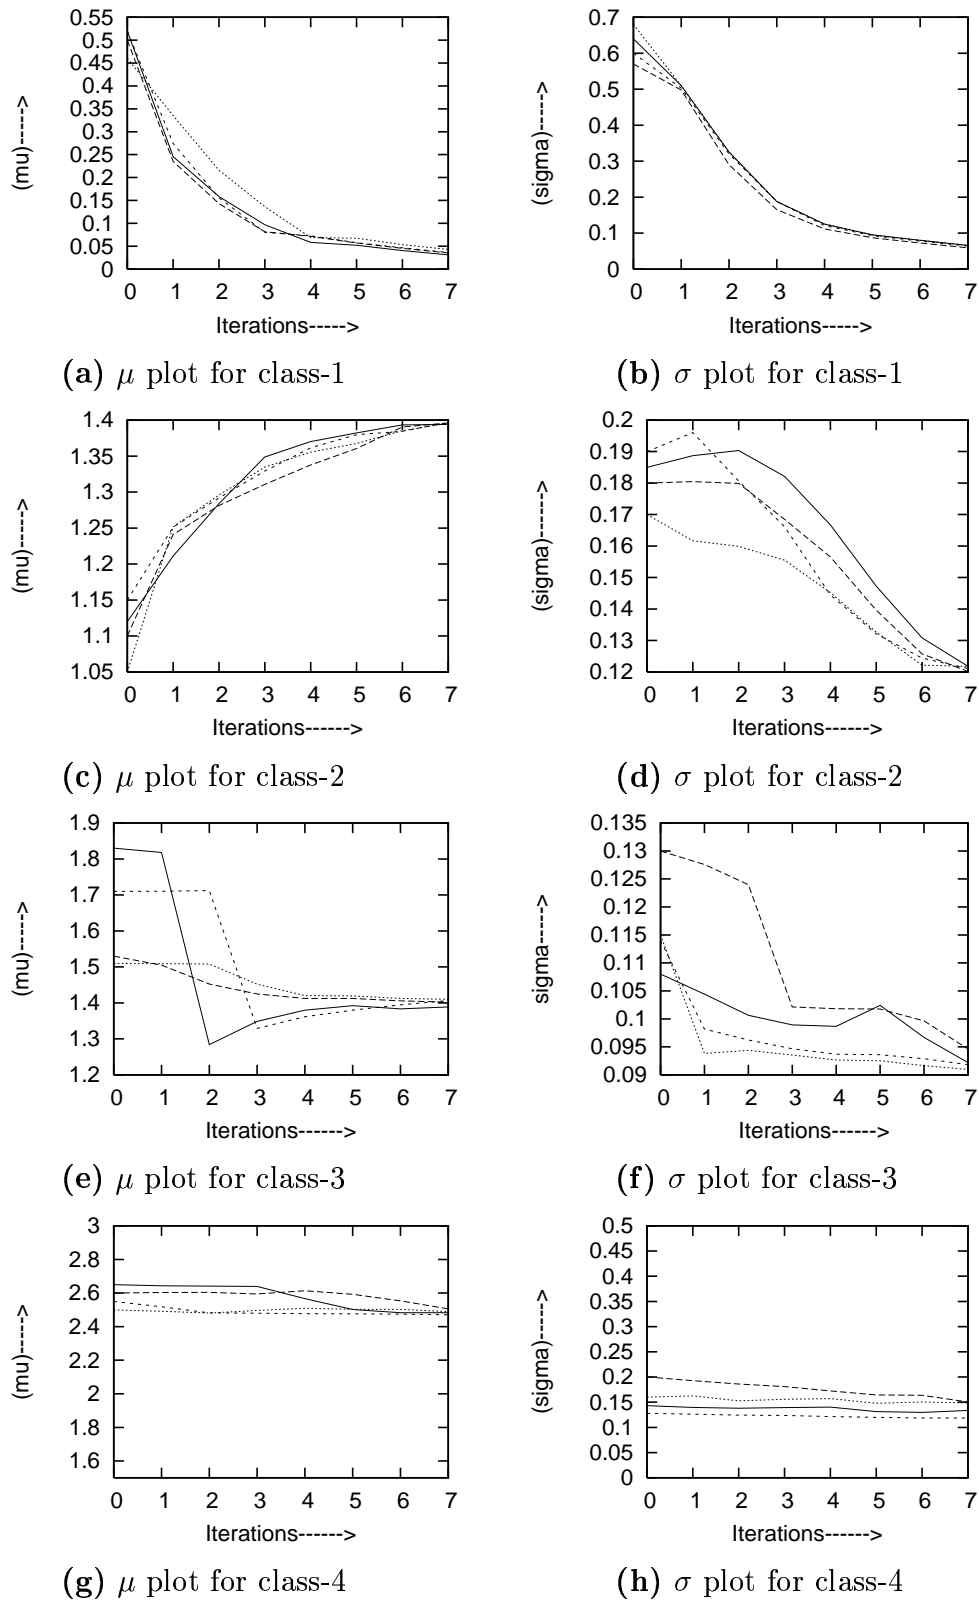 0.55
0.5
0.45
0.4
0.35
0.3
0.25
0.2
0.15
0.1
0.05
0
(mu)----->
0 1 2 3 4 5 6 7
Iterations----->
(a) μ plot for class-1
0.7
0.6
0.5
0.4
0.3
0.2
0.1
0
(sigma)----->
0 1 2 3 4 5 6 7
Iterations----->
(b) σ plot for class-1
1.4
1.35
1.3
1.25
1.2
1.15
1.1
1.05
(mu)----->
0 1 2 3 4 5 6 7
Iterations------>
(c) μ plot for class-2
0.2
0.19
0.18
0.17
0.16
0.15
0.14
0.13
0.12
(sigma)----->
0 1 2 3 4 5 6 7
Iterations------>
(d) σ plot for class-2
1.9
1.8
1.7
1.6
1.5
1.4
1.3
1.2
(mu)----->
0 1 2 3 4 5 6 7
Iterations------>
(e) μ plot for class-3
0.135
0.13
0.125
0.12
0.115
0.11
0.105
0.1
0.095
0.09
sigma----->
0 1 2 3 4 5 6 7
Iterations------>
(f) σ plot for class-3
3
2.8
2.6
2.4
2.2
2
1.8
1.6
(mu)----->
0 1 2 3 4 5 6 7
Iterations------>
(g) μ plot for class-4
0.5
0.45
0.4
0.35
0.3
0.25
0.2
0.15
0.1
0.05
0
(sigma)----->
0 1 2 3 4 5 6 7
Iterations------>
(h) σ plot for class-4